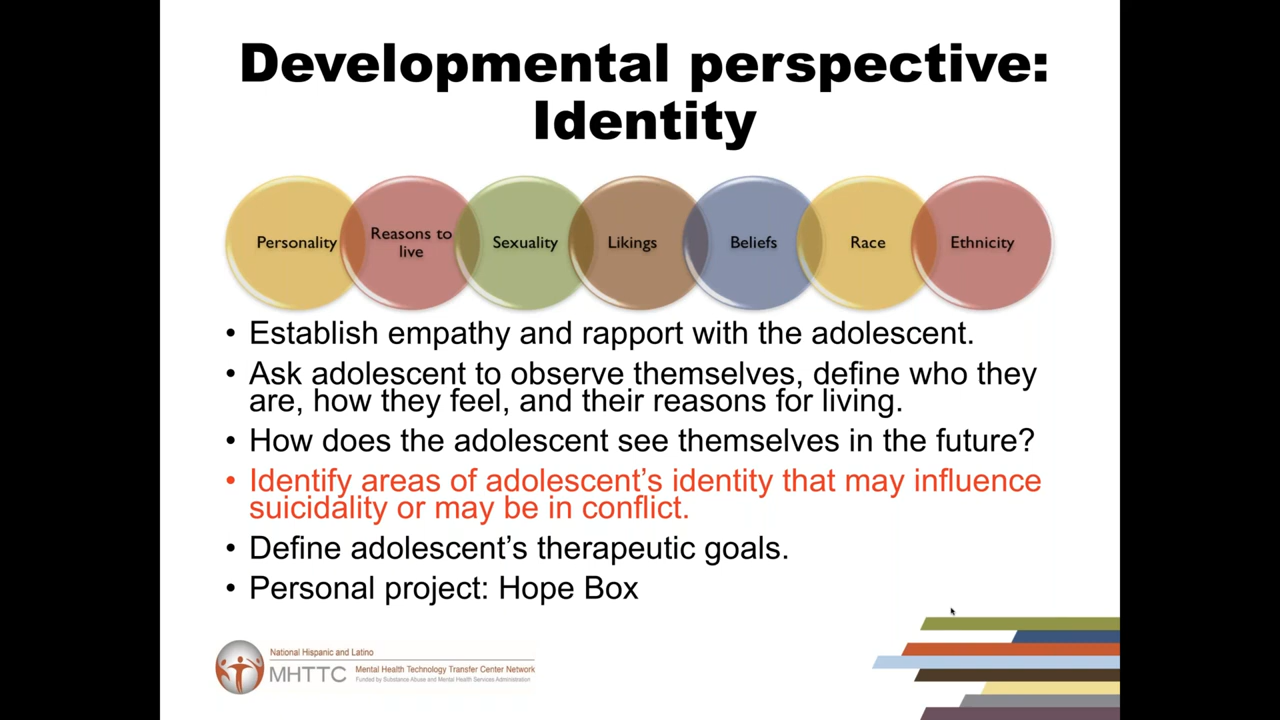 Developmental perspective:
Identity
Personality
Reasons to
live
Sexuality
Likings
Beliefs
Race
Ethnicity
• Establish empathy and rapport with the adolescent.
• Ask adolescent to observe themselves, define who they
are, how they feel, and their reasons for living.
• How does the adolescent see themselves in the future?
• Identify areas of adolescent’s identity that may influence
suicidality or may be in conflict.
• Define adolescent’s therapeutic goals.
• Personal project: Hope Box
National Hispanic and Latino
MHTTC
Mental Health Technology Transfer Center Network
Funded by Substance Abuse and Mental Health Services Administration